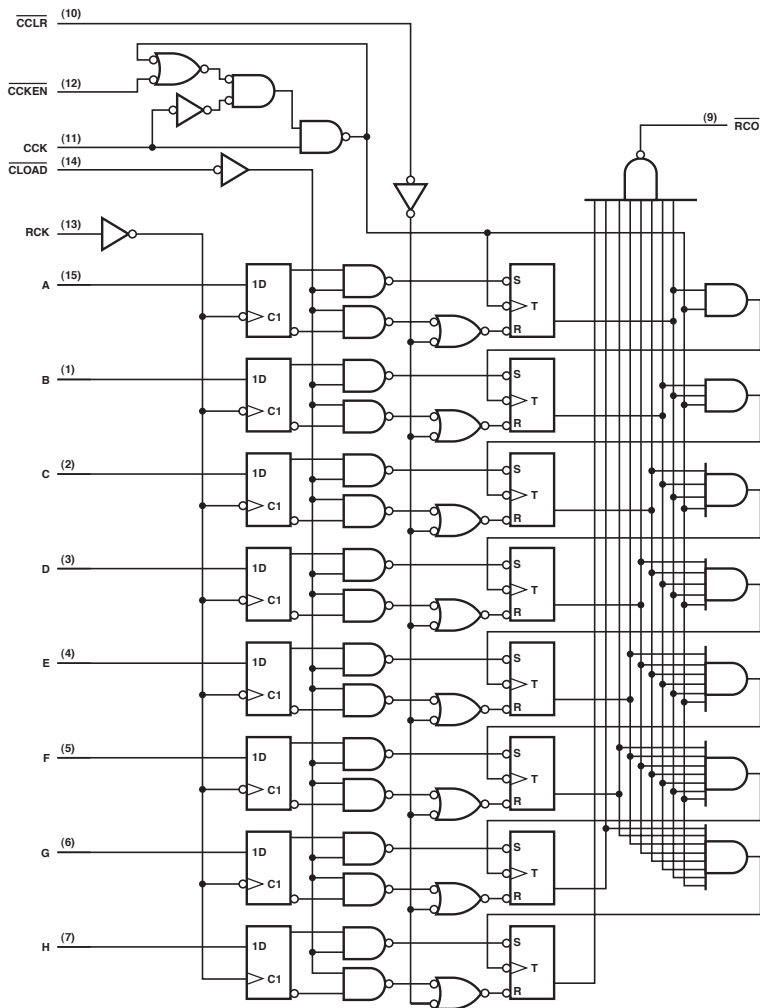 CCLR (10)
CCKEN (12)
CCK (11)
CLOAD (14)
(9) RCO
RCK (13)
A (15) 1D C1 S T R
B (1) 1D C1 S T R
C (2) 1D C1 S T R
D (3) 1D C1 S T R
E (4) 1D C1 S T R
F (5) 1D C1 S T R
G (6) 1D C1 S T R
H (7) 1D C1 S T R